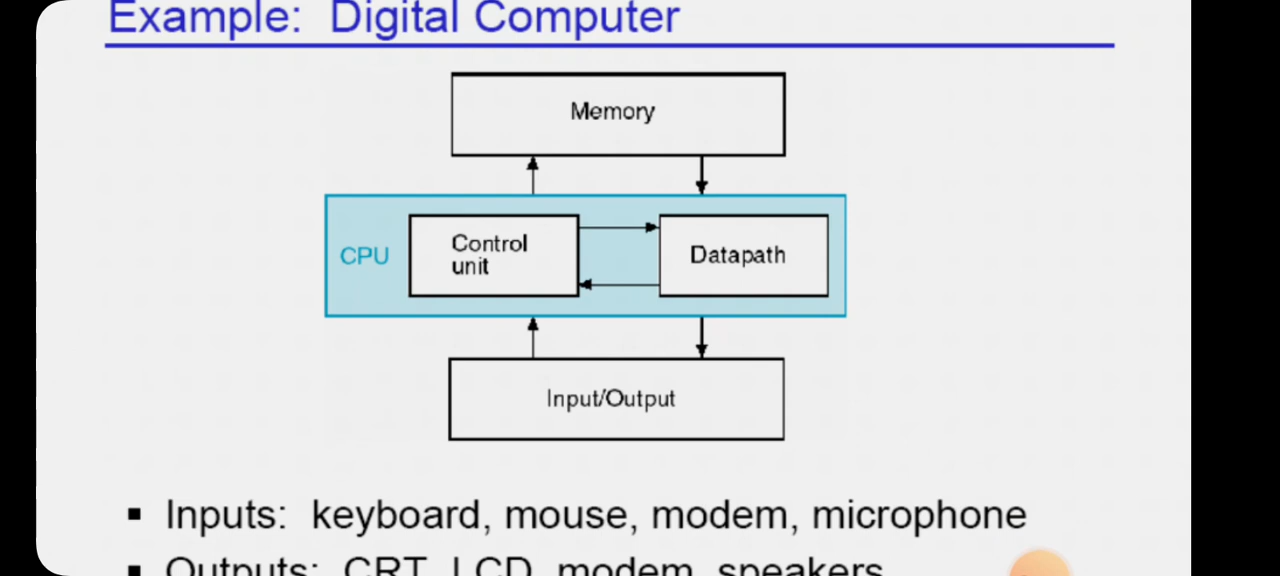 Example: Digital Computer
Memory
CPU
Control
unit
Datapath
Input/Output
▪ Inputs: keyboard, mouse, modem, microphone
▪ Outputs: CRT, LCD, modem, speakers